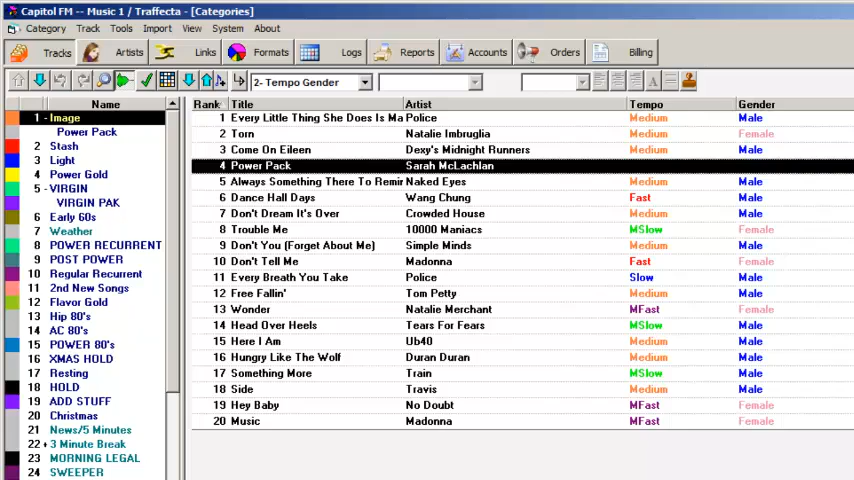 Capitol FM -- Music 1 / Traffecta - [Categories]
Category Track Tools Import View System About
Tracks Artists Links Formats Logs Reports Accounts Orders Billing
2- Tempo Gender
Name
1 - Image
Power Pack
2 Stash
3 Light
4 Power Gold
5 - VIRGIN
VIRGIN PAK
6 Early 60s
7 Weather
8 POWER RECURRENT
9 POST POWER
10 Regular Recurrent
11 2nd New Songs
12 Flavor Gold
13 Hip 80's
14 AC 80's
15 POWER 80's
16 XMAS HOLD
17 Resting
18 HOLD
19 ADD STUFF
20 Christmas
21 News/5 Minutes
22 + 3 Minute Break
23 MORNING LEGAL
24 SWEEPER
Rank Title Artist Tempo Gender
1 Every Little Thing She Does Is Ma Police Medium Male
2 Torn Natalie Imbruglia Medium Female
3 Come On Eileen Dexy's Midnight Runners Medium Male
4 Power Pack Sarah McLachlan
5 Always Something There To Remir Naked Eyes Medium Male
6 Dance Hall Days Wang Chung Fast Male
7 Don't Dream It's Over Crowded House Medium Male
8 Trouble Me 10000 Maniacs MSlow Female
9 Don't You (Forget About Me) Simple Minds Medium Male
10 Don't Tell Me Madonna Fast Female
11 Every Breath You Take Police Slow Male
12 Free Fallin' Tom Petty Medium Male
13 Wonder Natalie Merchant MFast Female
14 Head Over Heels Tears For Fears MSlow Male
15 Here I Am Ub40 Medium Male
16 Hungry Like The Wolf Duran Duran Medium Male
17 Something More Train MSlow Male
18 Side Travis Medium Male
19 Hey Baby No Doubt MFast Female
20 Music Madonna MFast Female